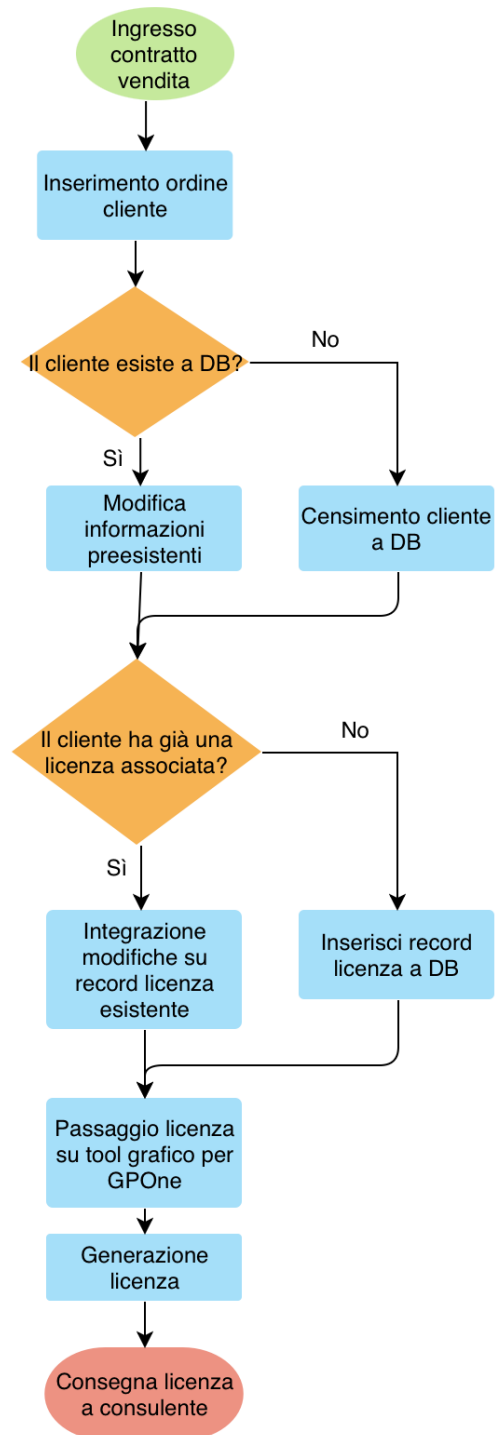 Ingresso
contratto
vendita
Inserimento ordine
cliente
Il cliente esiste a DB?
No
Sì
Modifica
informazioni
preesistenti
Censimento cliente
a DB
Il cliente ha già una
licenza associata?
No
Sì
Integrazione
modifiche su
record licenza
esistente
Inserisci record
licenza a DB
Passaggio licenza
su tool grafico per
GPOne
Generazione
licenza
Consegna licenza
a consulente